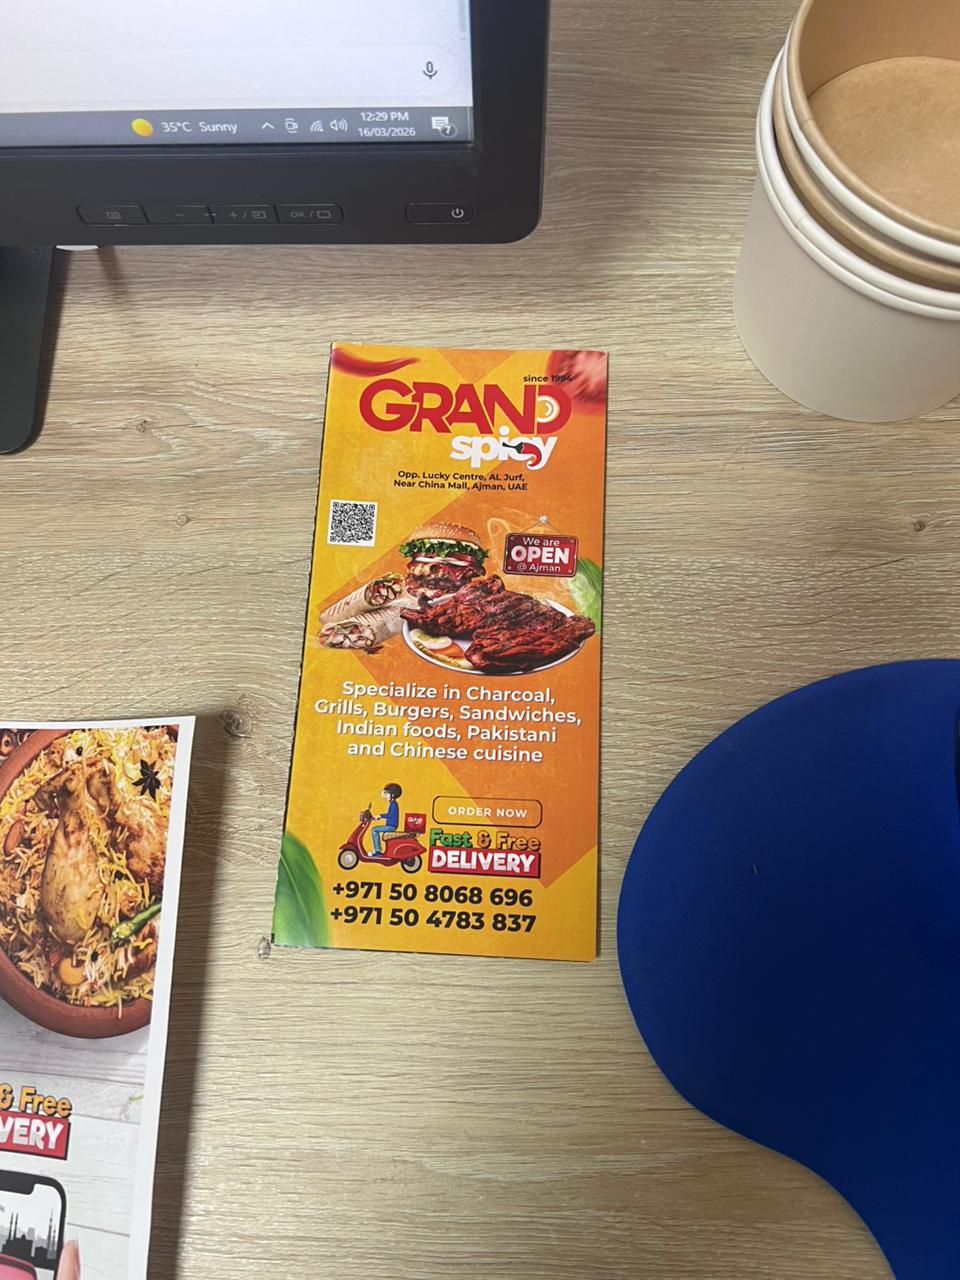 35°C Sunny
12:29 PM
16/03/2026
7
OK /
since 1994
GRAND
spicy
Opp. Lucky Centre, AL Jurf,
Near China Mall, Ajman, UAE
We are
OPEN
@ Ajman
Specialize in Charcoal,
Grills, Burgers, Sandwiches,
Indian foods, Pakistani
and Chinese cuisine
ORDER NOW
Fast & Free
DELIVERY
+971 50 8068 696
+971 50 4783 837
& Free
VERY